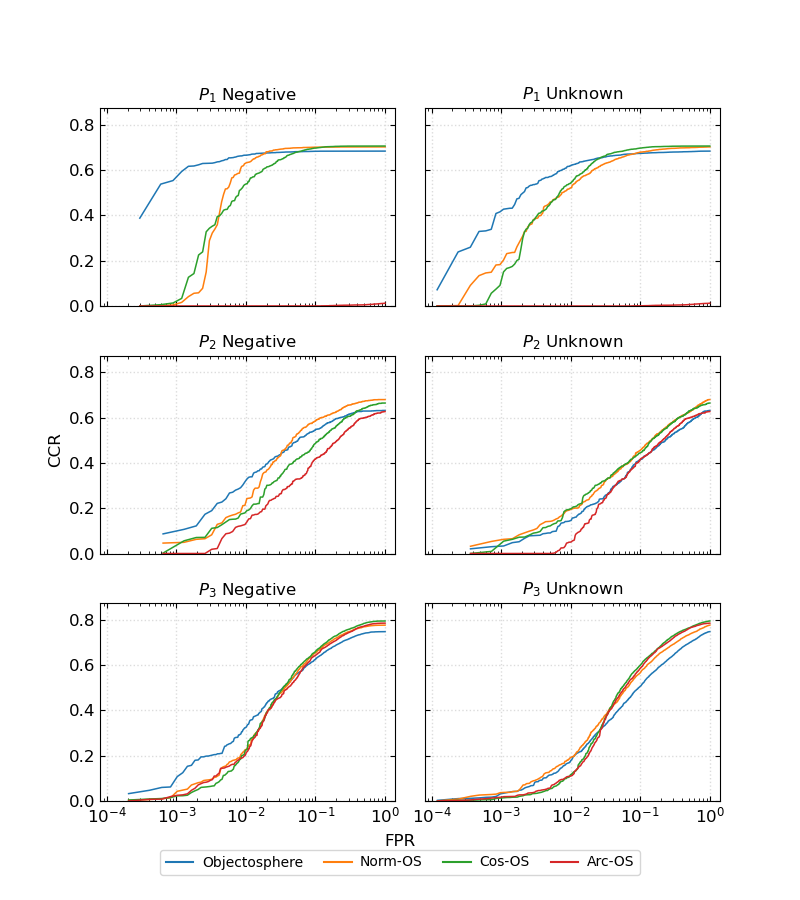 P₁ Negative
P₁ Unknown
0.8
0.6
0.4
0.2
0.0
P₂ Negative
P₂ Unknown
0.8
0.6
0.4
0.2
0.0
CCR
P₃ Negative
P₃ Unknown
0.8
0.6
0.4
0.2
0.0
10⁻⁴ 10⁻³ 10⁻² 10⁻¹ 10⁰ 10⁻⁴ 10⁻³ 10⁻² 10⁻¹ 10⁰
FPR
Objectosphere Norm-OS Cos-OS Arc-OS